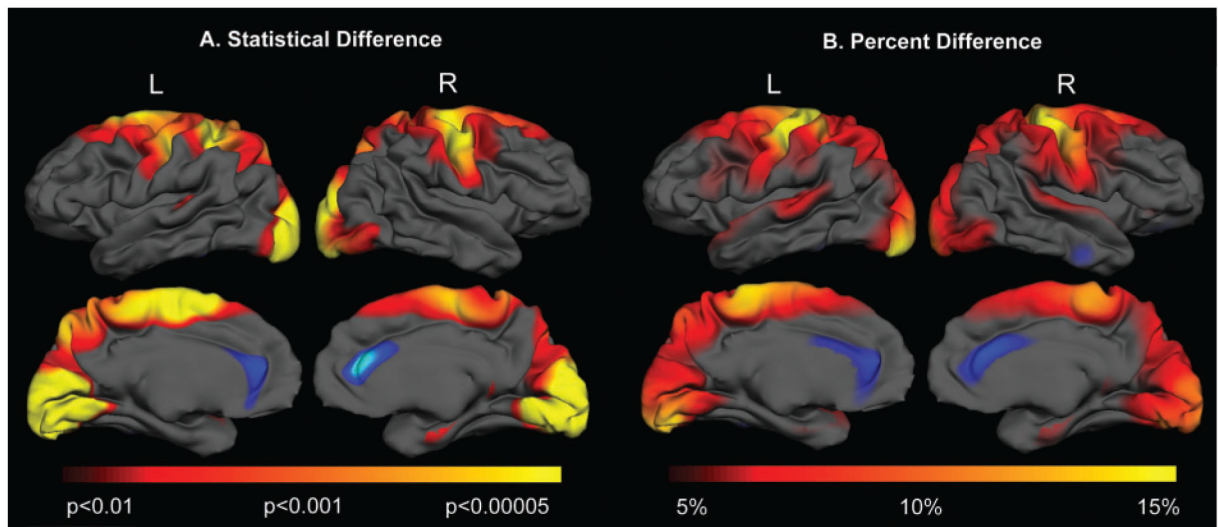 A. Statistical Difference
B. Percent Difference
L
R
L
R
p<0.01
p<0.001
p<0.00005
5%
10%
15%